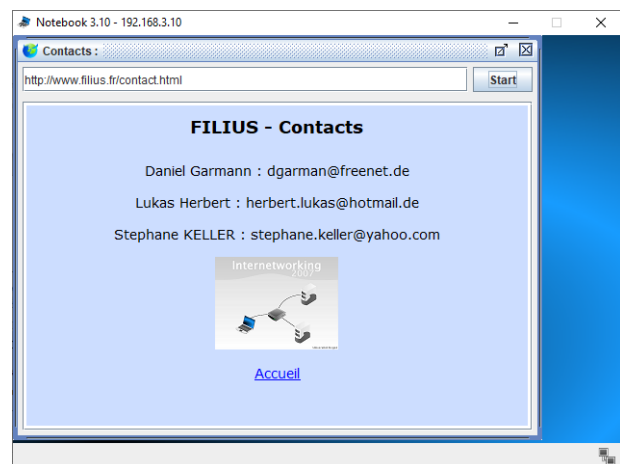 Notebook 3.10 - 192.168.3.10
Contacts :
http://www.filius.fr/contact.html
Start
FILIUS - Contacts
Daniel Garmann : dgarman@freenet.de
Lukas Herbert : herbert.lukas@hotmail.de
Stephane KELLER : stephane.keller@yahoo.com
Internetworking
2007
Accueil